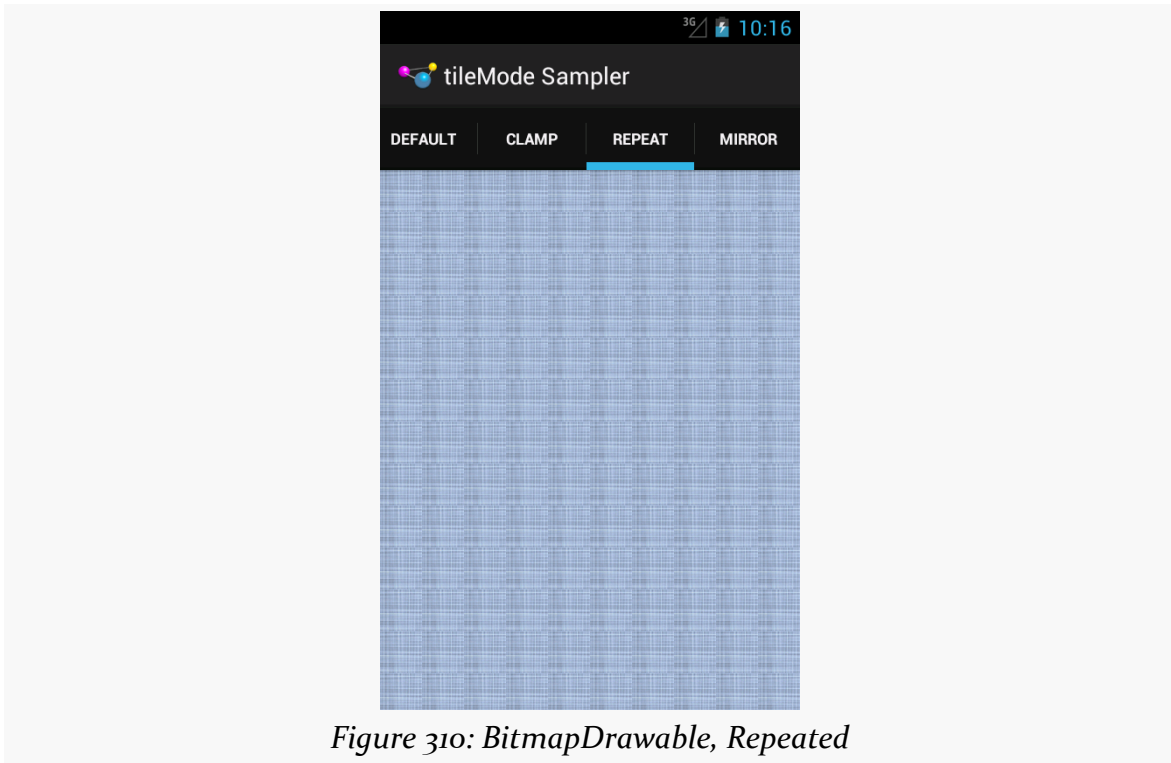 3G 10:16
tileMode Sampler
DEFAULT CLAMP REPEAT MIRROR
Figure 310: BitmapDrawable, Repeated